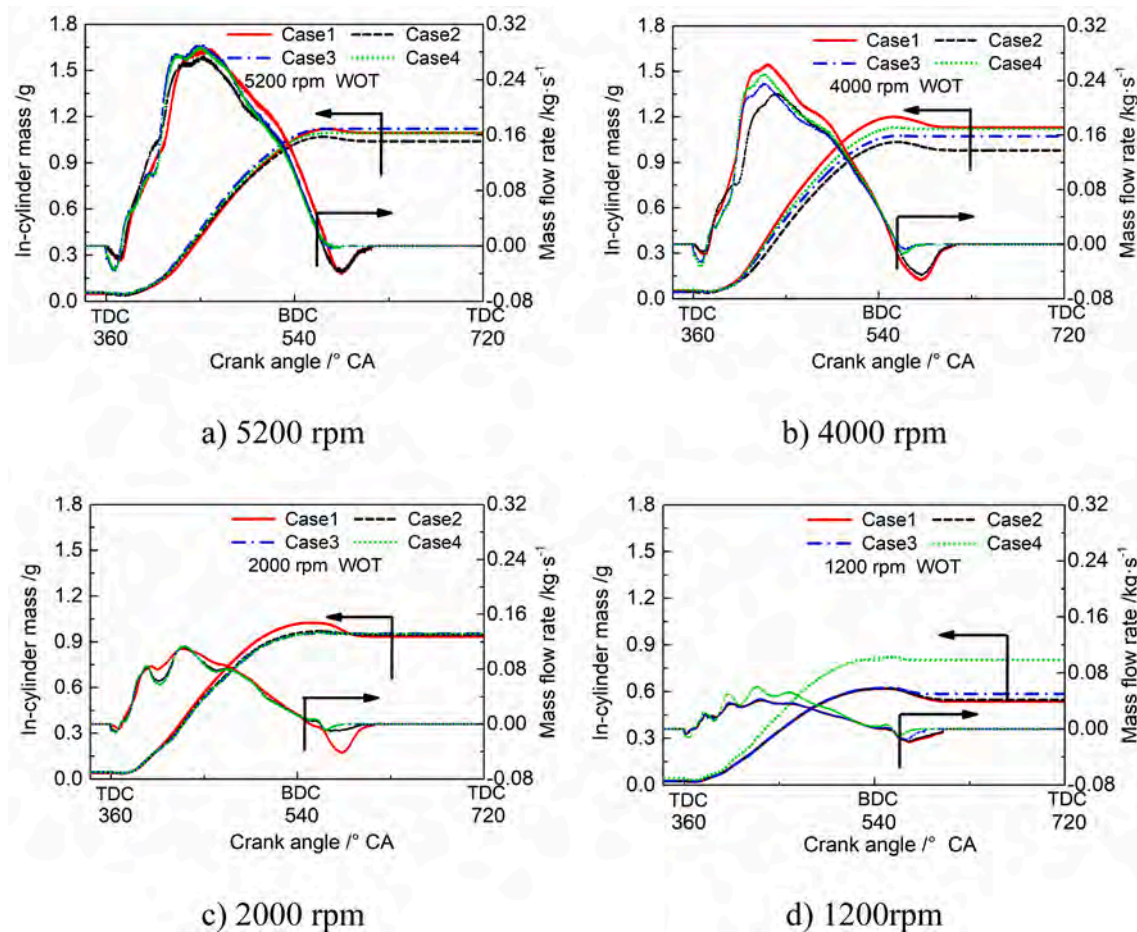 1.8
1.5
1.2
0.9
0.6
0.3
0.0
In-cylinder mass /g
Case1 Case2
Case3 Case4
5200 rpm WOT
0.32
0.24
0.16
0.08
0.00
-0.08
Mass flow rate /kg·s⁻¹
TDC BDC TDC
360 540 720
Crank angle /° CA
a) 5200 rpm
1.8
1.5
1.2
0.9
0.6
0.3
0.0
In-cylinder mass /g
Case1 Case2
Case3 Case4
4000 rpm WOT
0.32
0.24
0.16
0.08
0.00
-0.08
Mass flow rate /kg·s⁻¹
TDC BDC TDC
360 540 720
Crank angle /° CA
b) 4000 rpm
1.8
1.5
1.2
0.9
0.6
0.3
0.0
In-cylinder mass /g
Case1 Case2
Case3 Case4
2000 rpm WOT
0.32
0.24
0.16
0.08
0.00
-0.08
Mass flow rate /kg·s⁻¹
TDC BDC TDC
360 540 720
Crank angle /° CA
c) 2000 rpm
1.8
1.5
1.2
0.9
0.6
0.3
0.0
In-cylinder mass /g
Case1 Case2
Case3 Case4
1200 rpm WOT
0.32
0.24
0.16
0.08
0.00
-0.08
Mass flow rate /kg·s⁻¹
TDC BDC TDC
360 540 720
Crank angle /° CA
d) 1200rpm